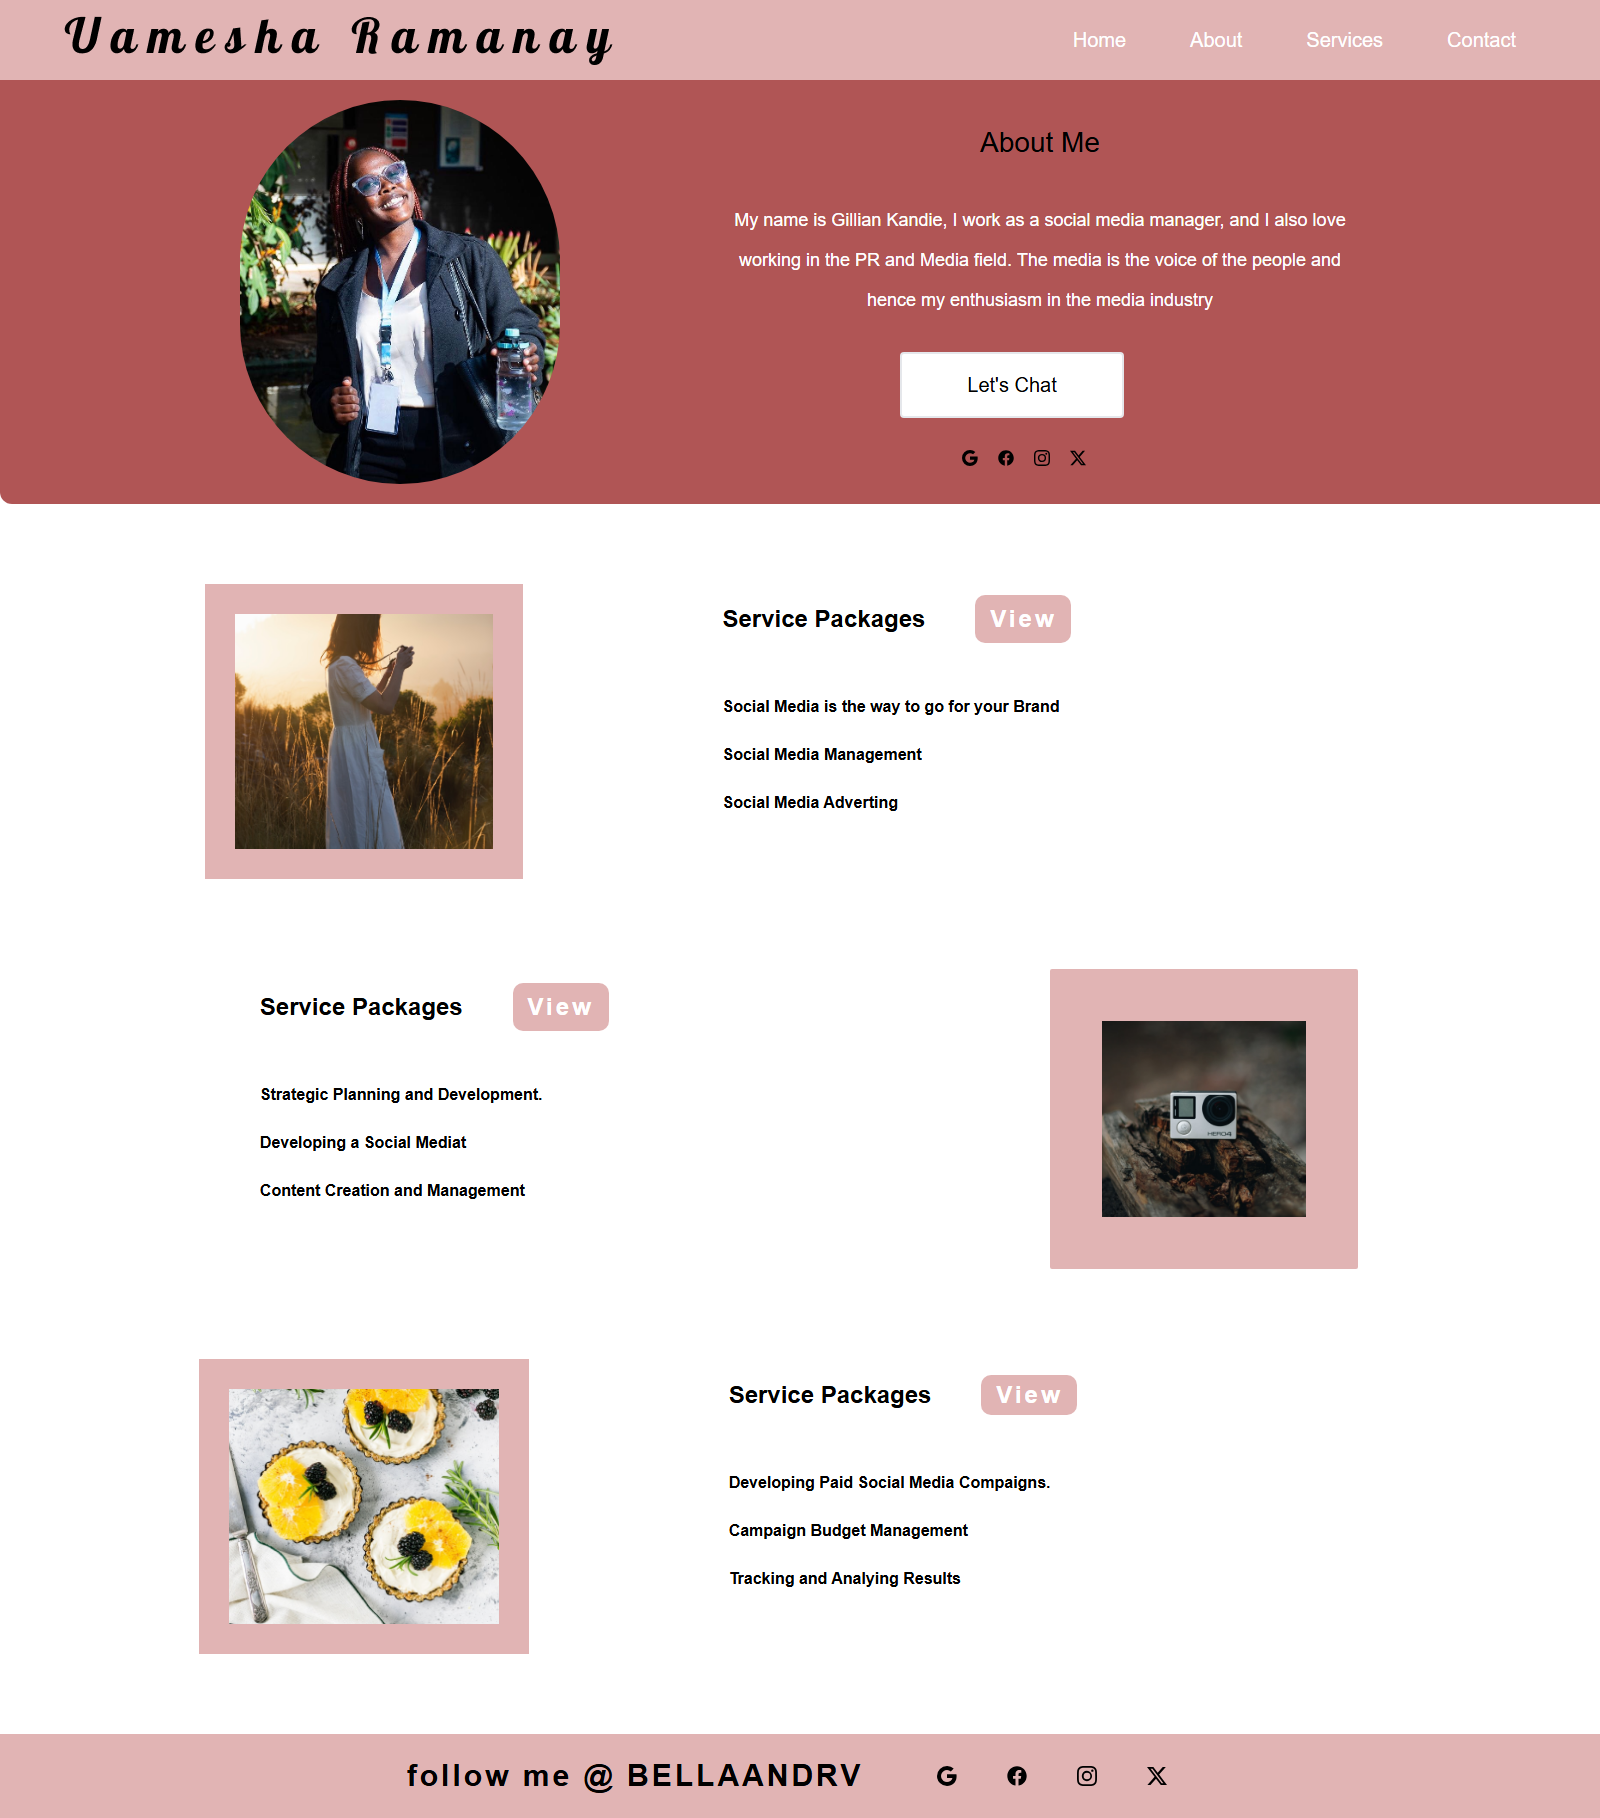 Uamesha Ramanay
Home About Services Contact
About Me
My name is Gillian Kandie, I work as a social media manager, and I also love
working in the PR and Media field. The media is the voice of the people and
hence my enthusiasm in the media industry
Let's Chat
Service Packages View
Social Media is the way to go for your Brand
Social Media Management
Social Media Adverting
Service Packages View
Strategic Planning and Development.
Developing a Social Mediat
Content Creation and Management
HERO4
Service Packages View
Developing Paid Social Media Compaigns.
Campaign Budget Management
Tracking and Analying Results
follow me @ BELLAANDRV